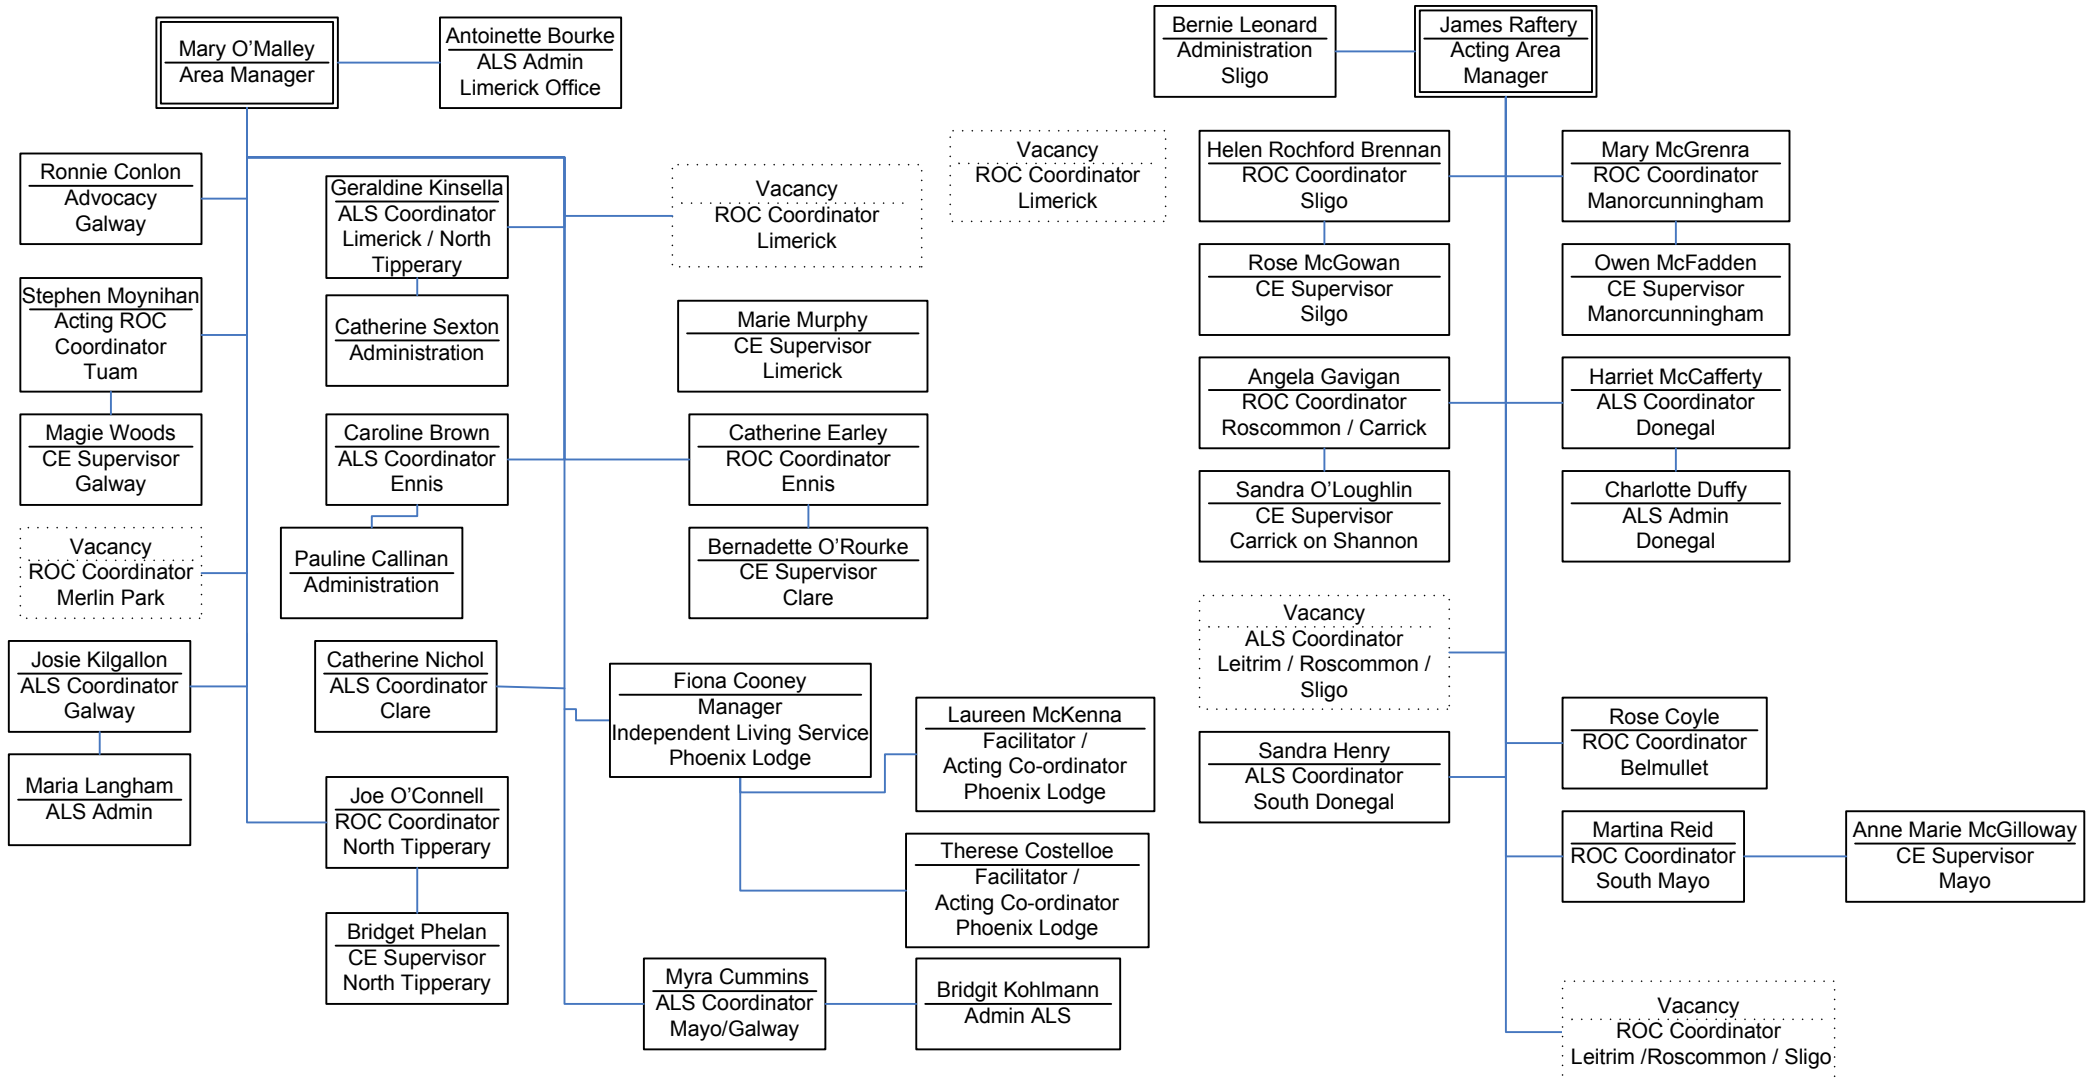 Mary O'Malley
Area Manager
Antoinette Bourke
ALS Admin
Limerick Office
Ronnie Conlon
Advocacy
Galway
Geraldine Kinsella
ALS Coordinator
Limerick / North
Tipperary
Vacancy
ROC Coordinator
Limerick
Stephen Moynihan
Acting ROC
Coordinator
Tuam
Catherine Sexton
Administration
Marie Murphy
CE Supervisor
Limerick
Magie Woods
CE Supervisor
Galway
Caroline Brown
ALS Coordinator
Ennis
Catherine Earley
ROC Coordinator
Ennis
Vacancy
ROC Coordinator
Merlin Park
Pauline Callinan
Administration
Bernadette O'Rourke
CE Supervisor
Clare
Josie Kilgallon
ALS Coordinator
Galway
Catherine Nichol
ALS Coordinator
Clare
Fiona Cooney
Manager
Independent Living Service
Phoenix Lodge
Laureen McKenna
Facilitator /
Acting Co-ordinator
Phoenix Lodge
Maria Langham
ALS Admin
Joe O'Connell
ROC Coordinator
North Tipperary
Therese Costelloe
Facilitator /
Acting Co-ordinator
Phoenix Lodge
Bridget Phelan
CE Supervisor
North Tipperary
Myra Cummins
ALS Coordinator
Mayo/Galway
Bridgit Kohlmann
Admin ALS
Vacancy
ROC Coordinator
Limerick
Bernie Leonard
Administration
Sligo
James Raftery
Acting Area
Manager
Helen Rochford Brennan
ROC Coordinator
Sligo
Mary McGrenra
ROC Coordinator
Manorcunningham
Rose McGowan
CE Supervisor
Silgo
Owen McFadden
CE Supervisor
Manorcunningham
Angela Gavigan
ROC Coordinator
Roscommon / Carrick
Harriet McCafferty
ALS Coordinator
Donegal
Sandra O'Loughlin
CE Supervisor
Carrick on Shannon
Charlotte Duffy
ALS Admin
Donegal
Vacancy
ALS Coordinator
Leitrim / Roscommon /
Sligo
Rose Coyle
ROC Coordinator
Belmullet
Sandra Henry
ALS Coordinator
South Donegal
Martina Reid
ROC Coordinator
South Mayo
Anne Marie McGilloway
CE Supervisor
Mayo
Vacancy
ROC Coordinator
Leitrim /Roscommon / Sligo